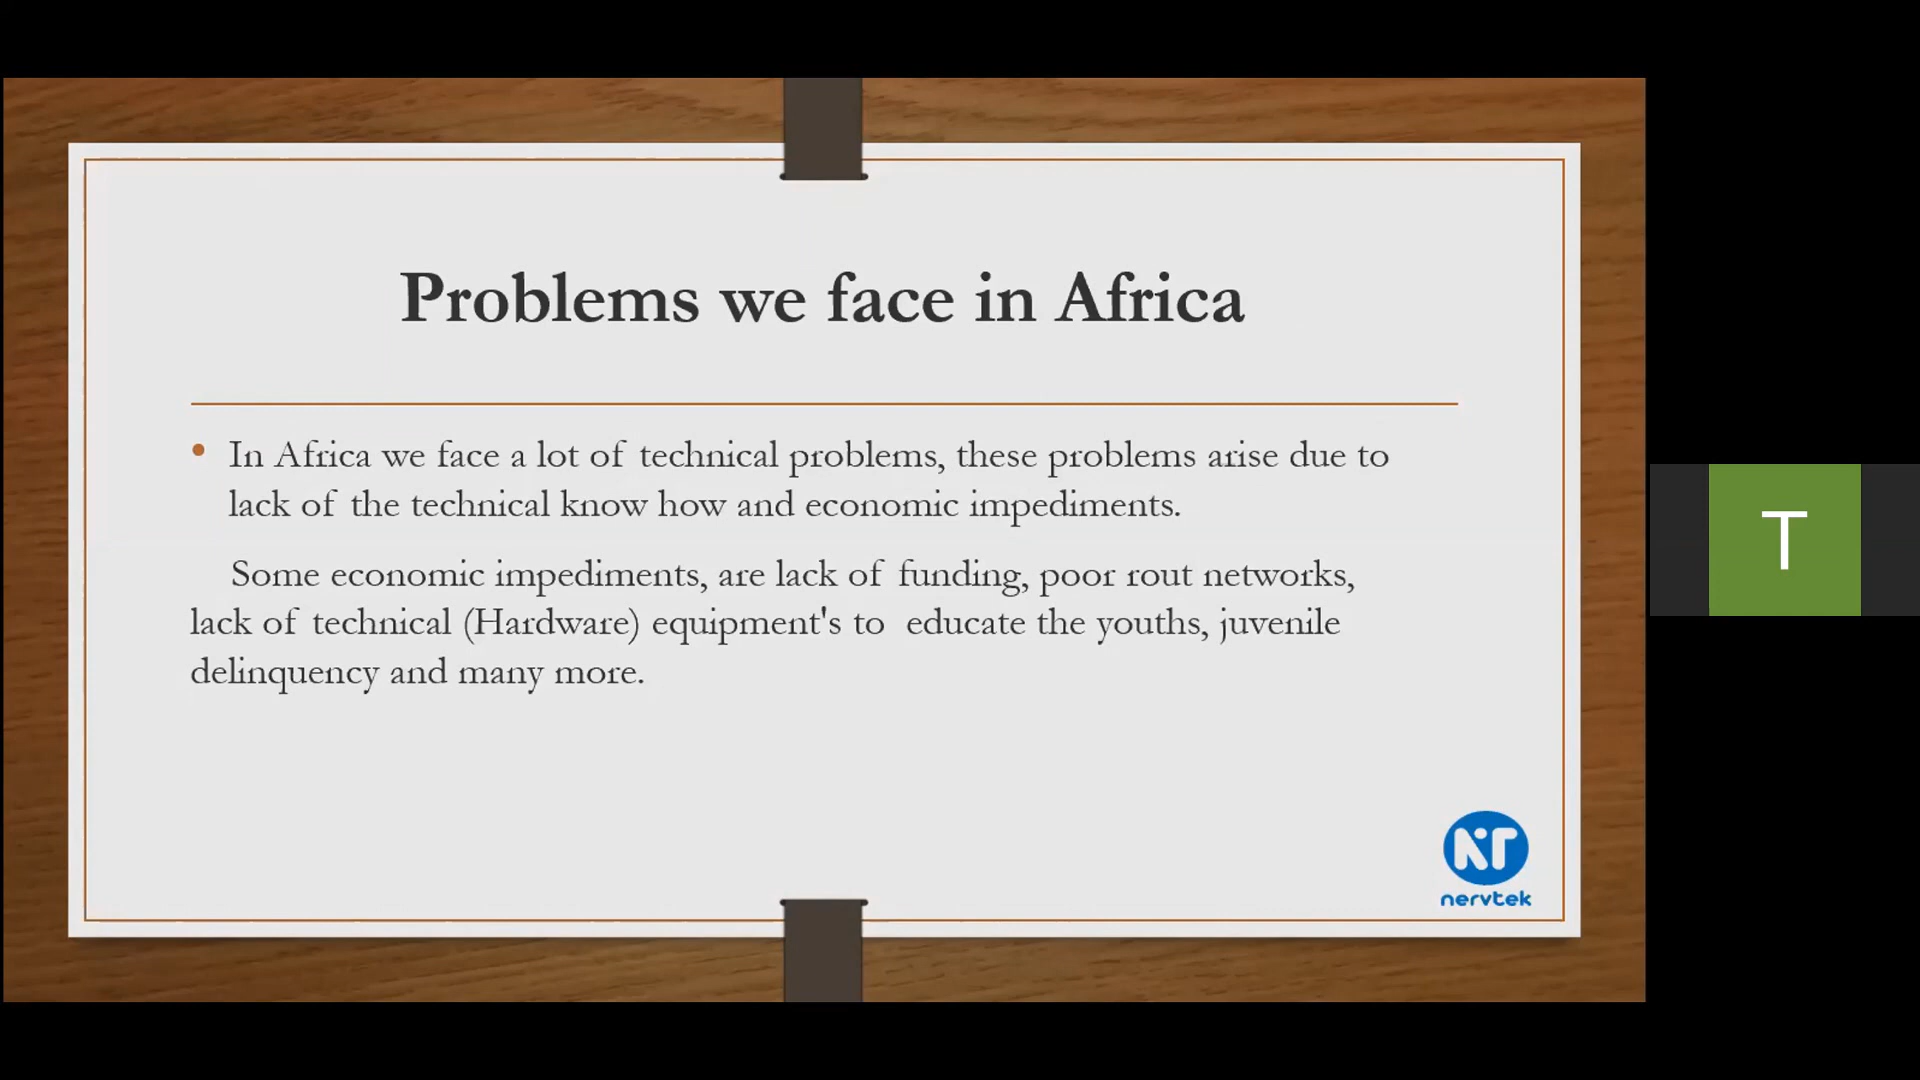 Problems we face in Africa
• In Africa we face a lot of technical problems, these problems arise due to
lack of the technical know how and economic impediments.
Some economic impediments, are lack of funding, poor rout networks,
lack of technical (Hardware) equipment's to educate the youths, juvenile
delinquency and many more.
T
NT
nervtek